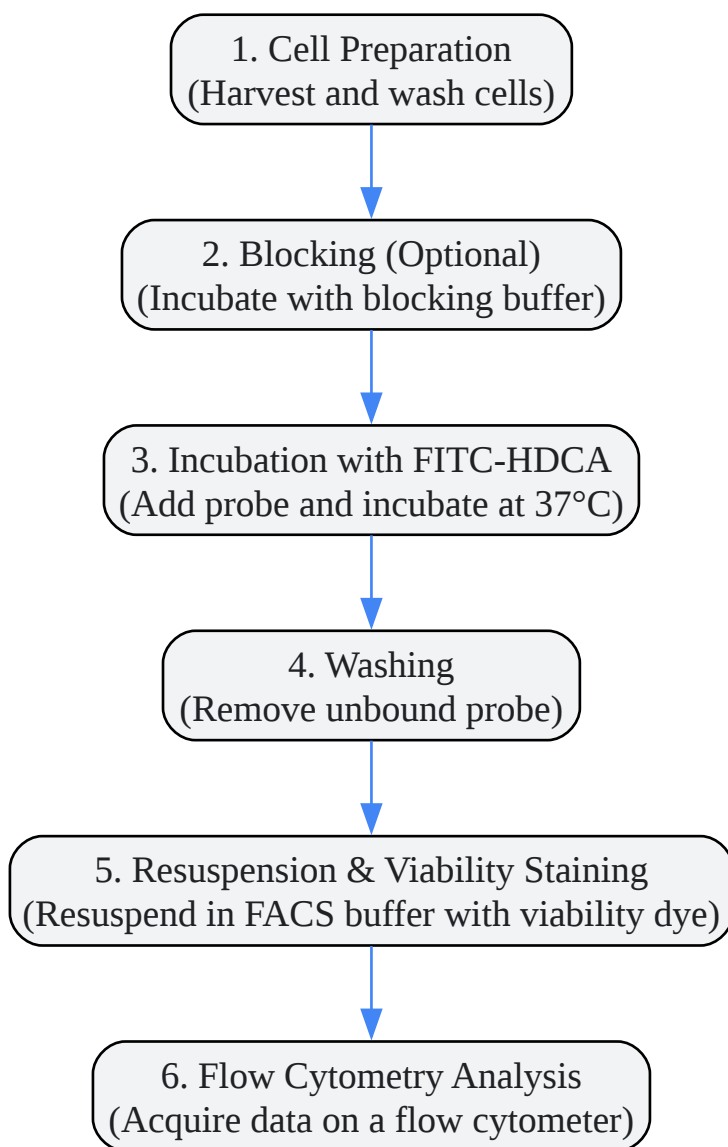 1. Cell Preparation
(Harvest and wash cells)
2. Blocking (Optional)
(Incubate with blocking buffer)
3. Incubation with FITC-HDCA
(Add probe and incubate at 37°C)
4. Washing
(Remove unbound probe)
5. Resuspension & Viability Staining
(Resuspend in FACS buffer with viability dye)
6. Flow Cytometry Analysis
(Acquire data on a flow cytometer)